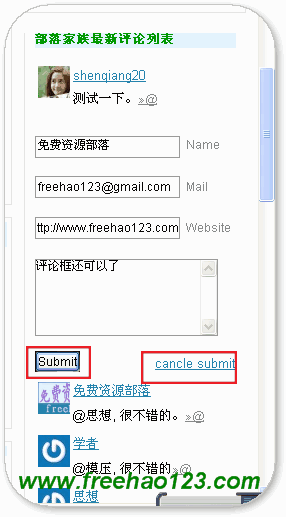 部落家族最新评论列表
shenqiang20
测试一下。»@
免费资源部落 Name
freehao123@gmail.com Mail
ttp://www.freehao123.com Website
评论框还可以了
Submit cancle submit
免费资源部落
@思想, 很不错的。»@
学者
@模压, 很不错的»@
思想
www.freehao123.com